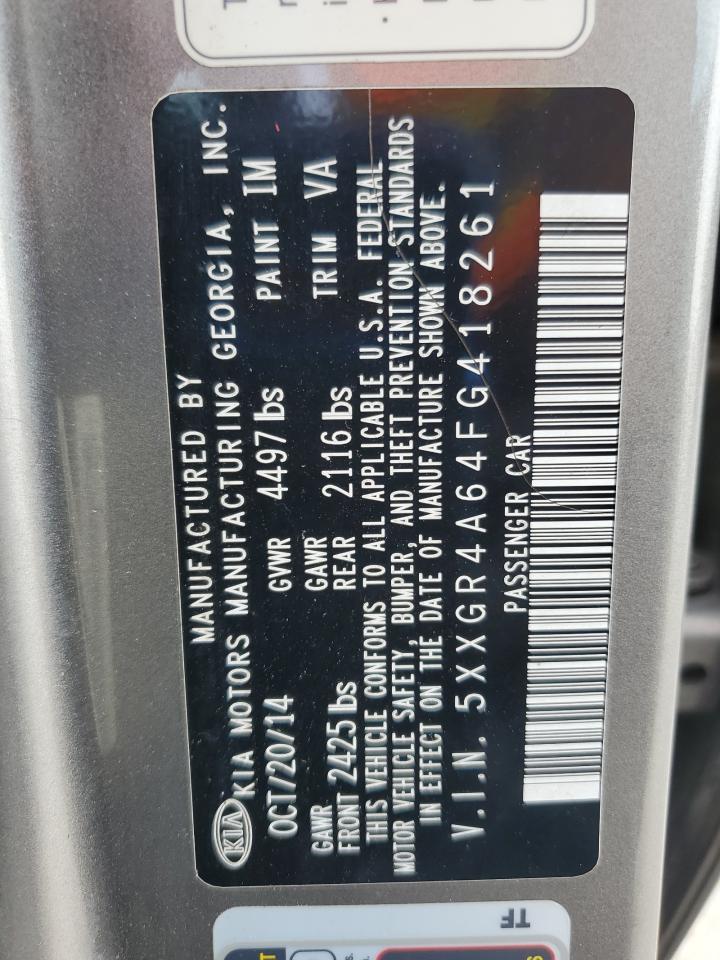 MANUFACTURED BY
KIA KIA MOTORS MANUFACTURING GEORGIA, INC.
OCT/20/14 GVWR 4497 lbs PAINT IM
GAWR FRONT 2425 lbs GAWR REAR 2116 lbs TRIM VA
THIS VEHICLE CONFORMS TO ALL APPLICABLE U.S.A. FEDERAL
MOTOR VEHICLE SAFETY, BUMPER, AND THEFT PREVENTION STANDARDS
IN EFFECT ON THE DATE OF MANUFACTURE SHOWN ABOVE.
V.I.N. 5XXGR4A64FG418261
PASSENGER CAR
TF